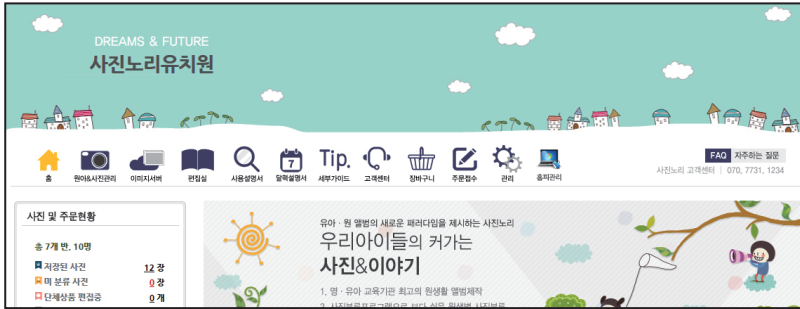 DREAMS & FUTURE
사진노리유치원
홈
원아&사진관리
이미지서버
편집실
사용설명서
7
달력설명서
Tip.
세부가이드
고객센터
장바구니
주문접수
관리
홈피관리
FAQ 자주하는 질문
사진노리 고객센터 | 070, 7731, 1234
사진 및 주문현황
총 7개 반, 10명
저장된 사진 12 장
미 분류 사진 0 장
단체상품 편집중 0 개
유아 · 원 앨범의 새로운 패러다임을 제시하는 사진노리
우리아이들의 커가는
사진&이야기
1. 영 · 유아 교육기관 최고의 원생활 앨범제작